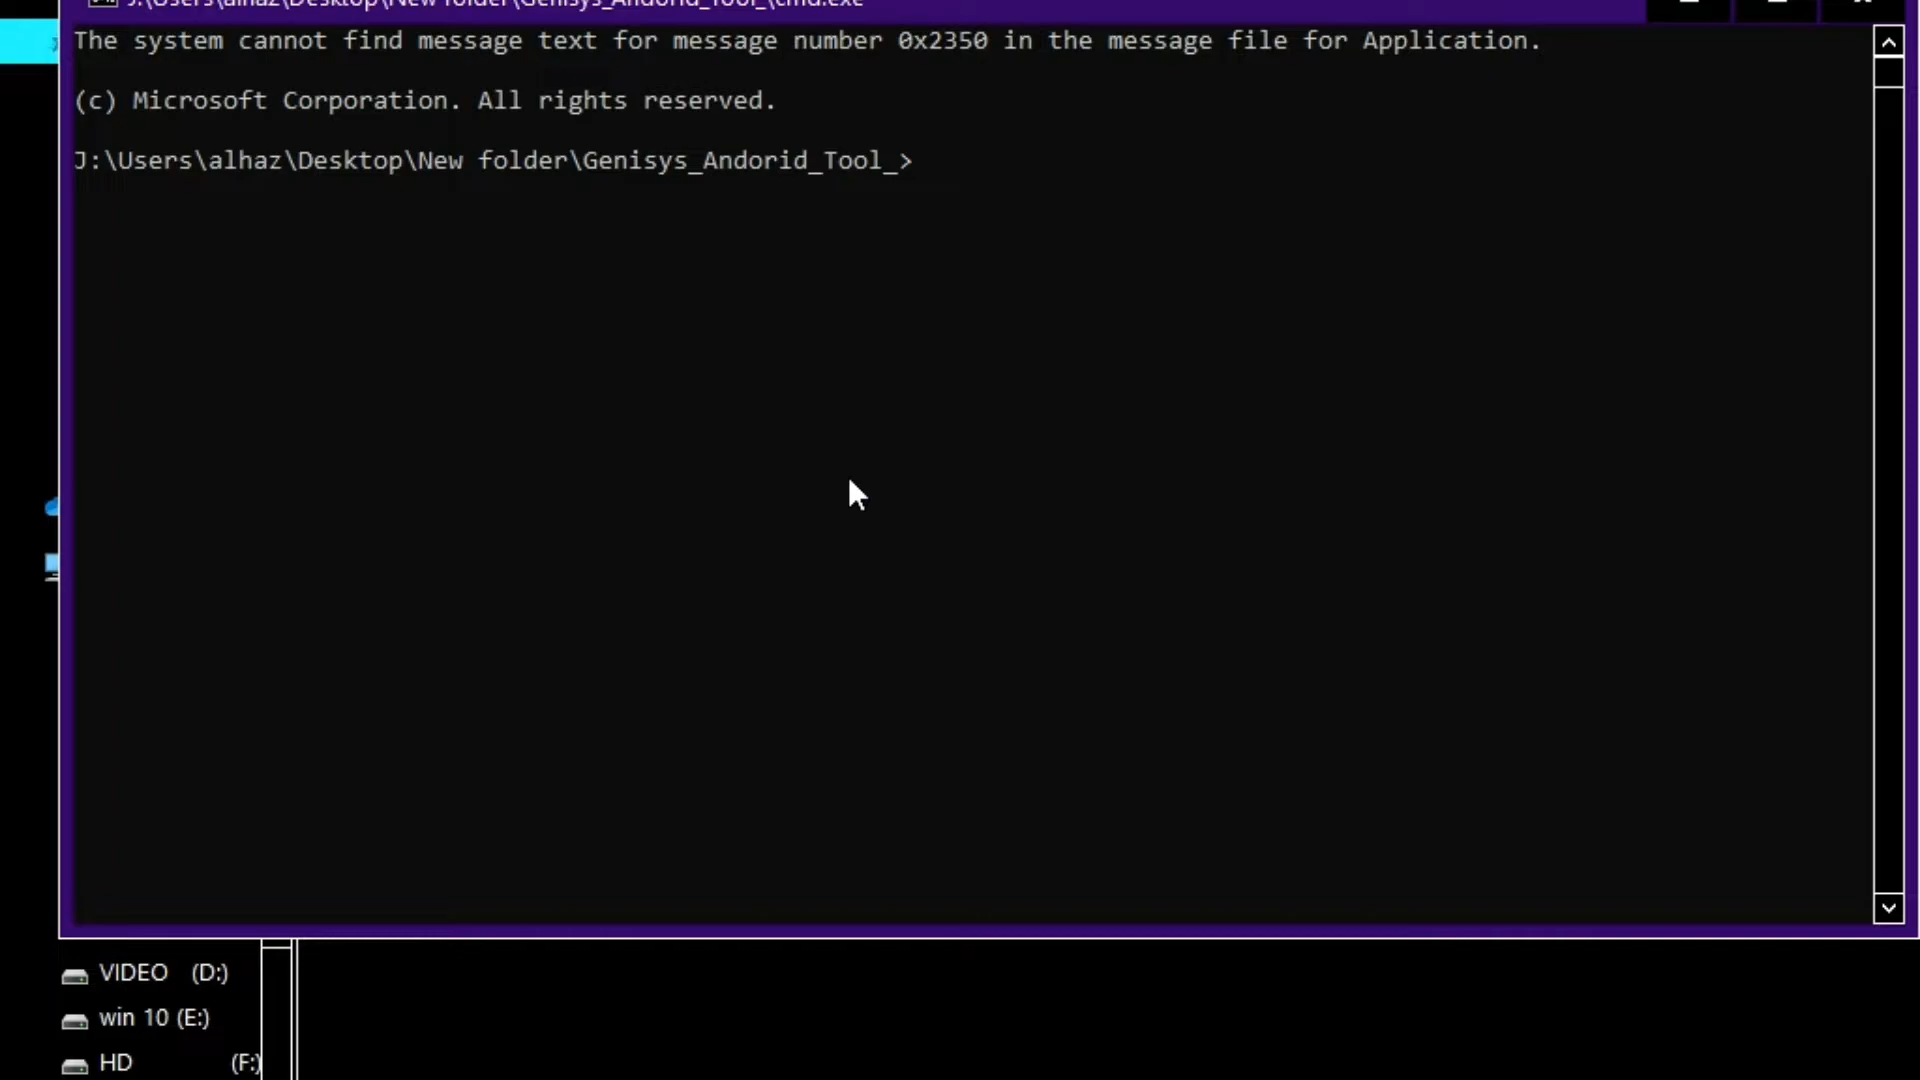 J:\Users\alhaz\Desktop\New folder\Genisys_Andorid_Tool_\cmd.exe
The system cannot find message text for message number 0x2350 in the message file for Application.
(c) Microsoft Corporation. All rights reserved.
J:\Users\alhaz\Desktop\New folder\Genisys_Andorid_Tool_>
VIDEO (D:)
win 10 (E:)
HD (F:)